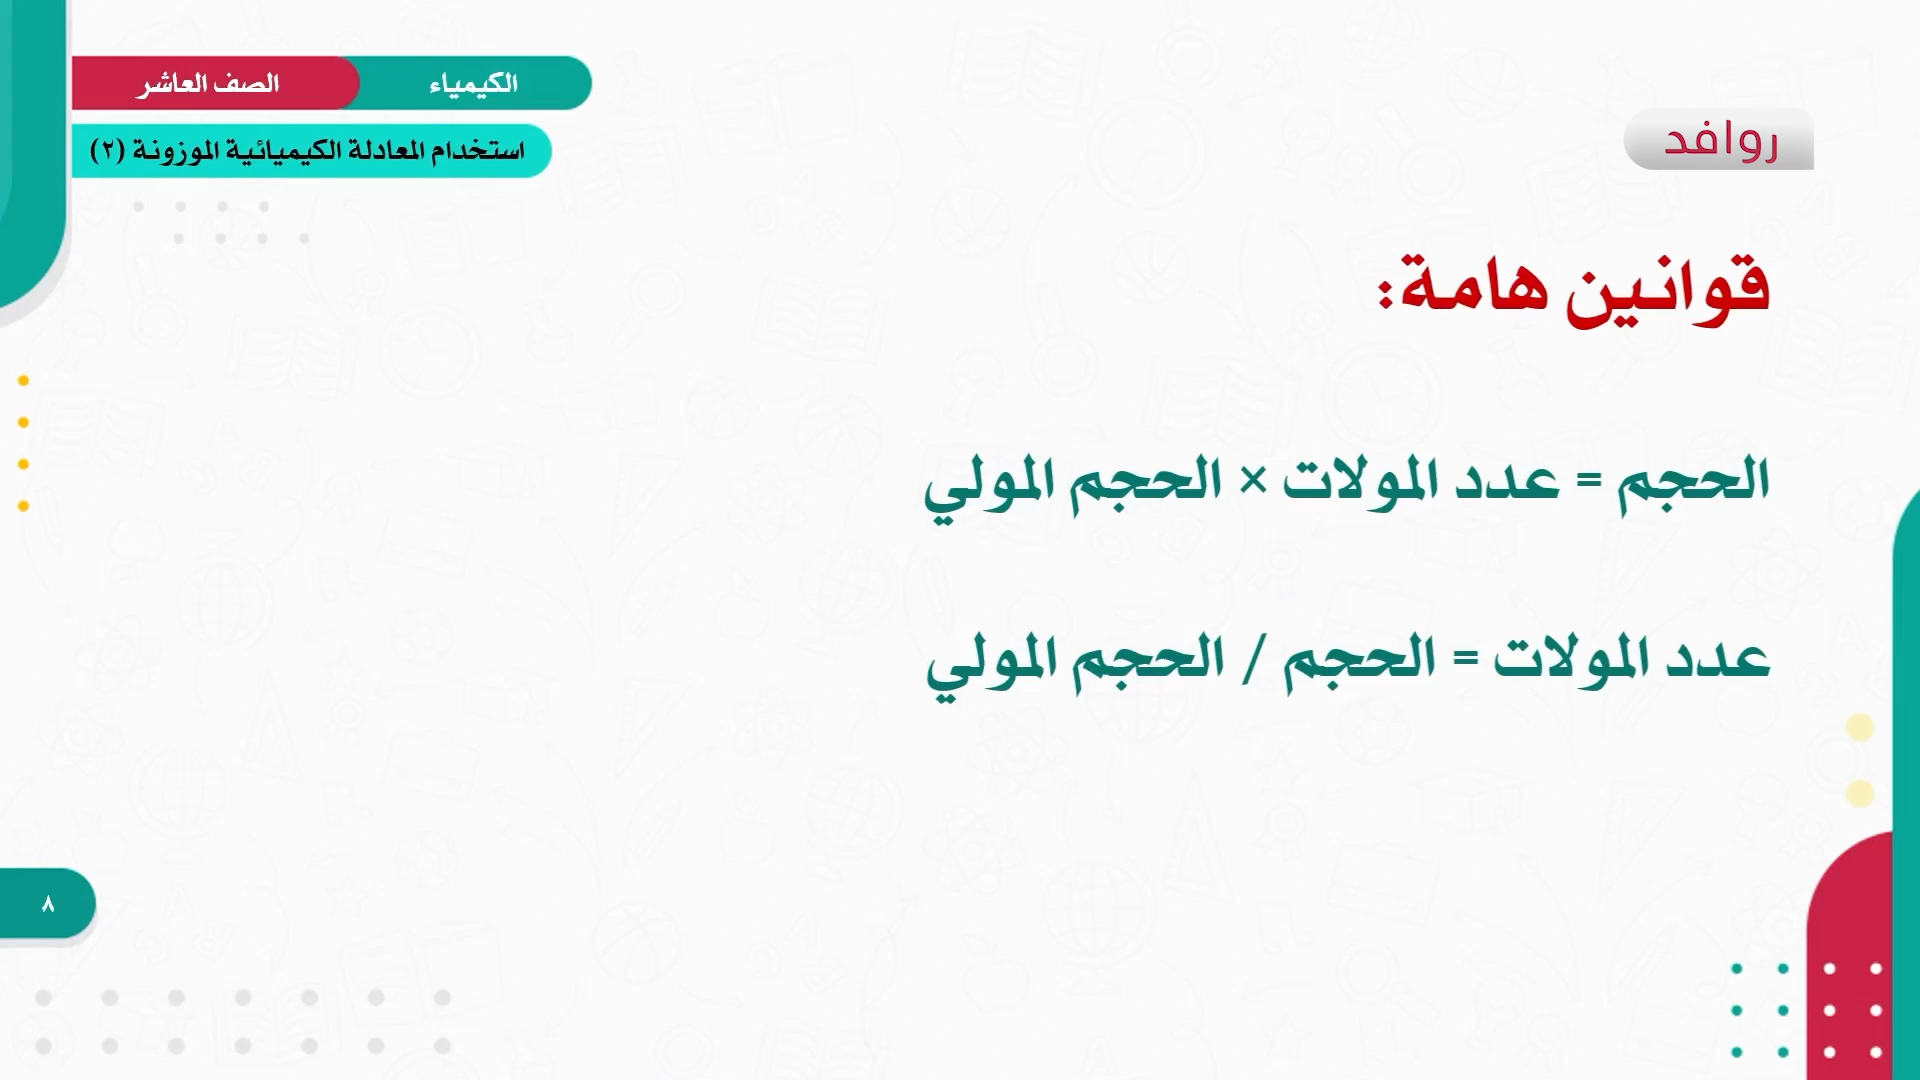 الكيمياء
الصف العاشر
استخدام المعادلة الكيميائية الموزونة (٢)
روافد
قوانين هامة:
الحجم = عدد المولات × الحجم المولي
عدد المولات = الحجم / الحجم المولي
٨